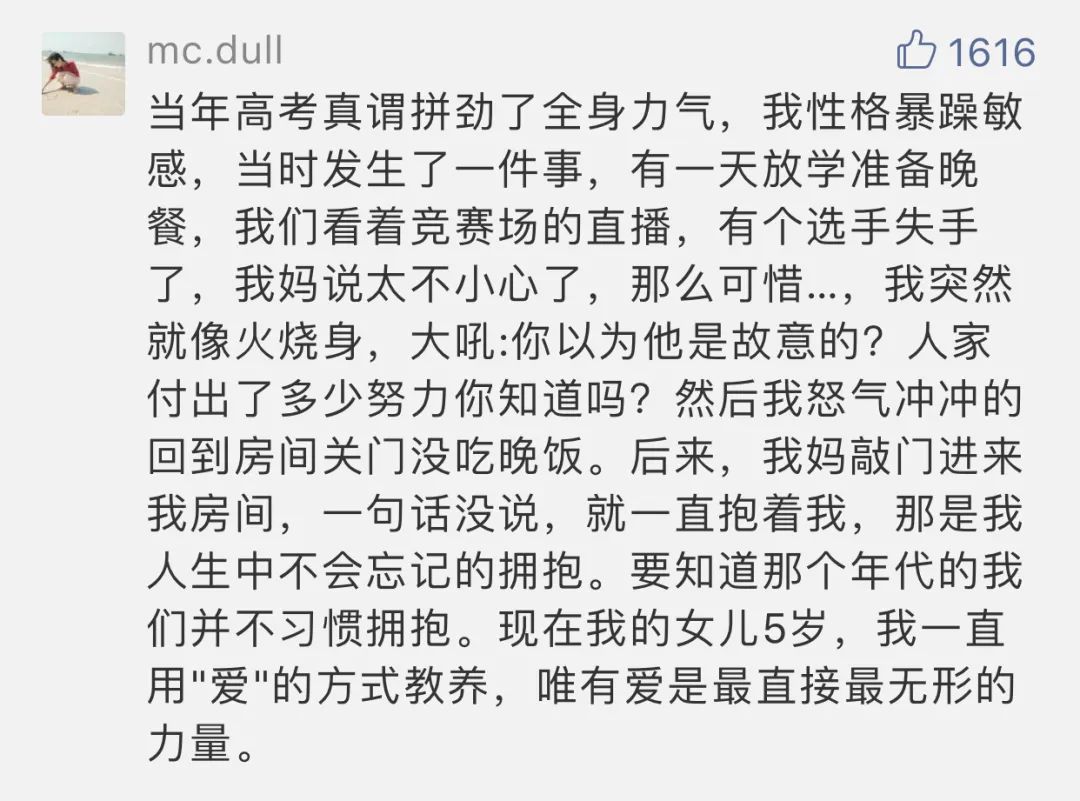 mc.dull
1616
当年高考真谓拼劲了全身力气，我性格暴躁敏
感，当时发生了一件事，有一天放学准备晚
餐，我们看着竞赛场的直播，有个选手失手
了，我妈说太不小心了，那么可惜...，我突然
就像火烧身，大吼:你以为他是故意的？人家
付出了多少努力你知道吗？然后我怒气冲冲的
回到房间关门没吃晚饭。后来，我妈敲门进来
我房间，一句话没说，就一直抱着我，那是我
人生中不会忘记的拥抱。要知道那个年代的我
们并不习惯拥抱。现在我的女儿5岁，我一直
用"爱"的方式教养，唯有爱是最直接最无形的
力量。